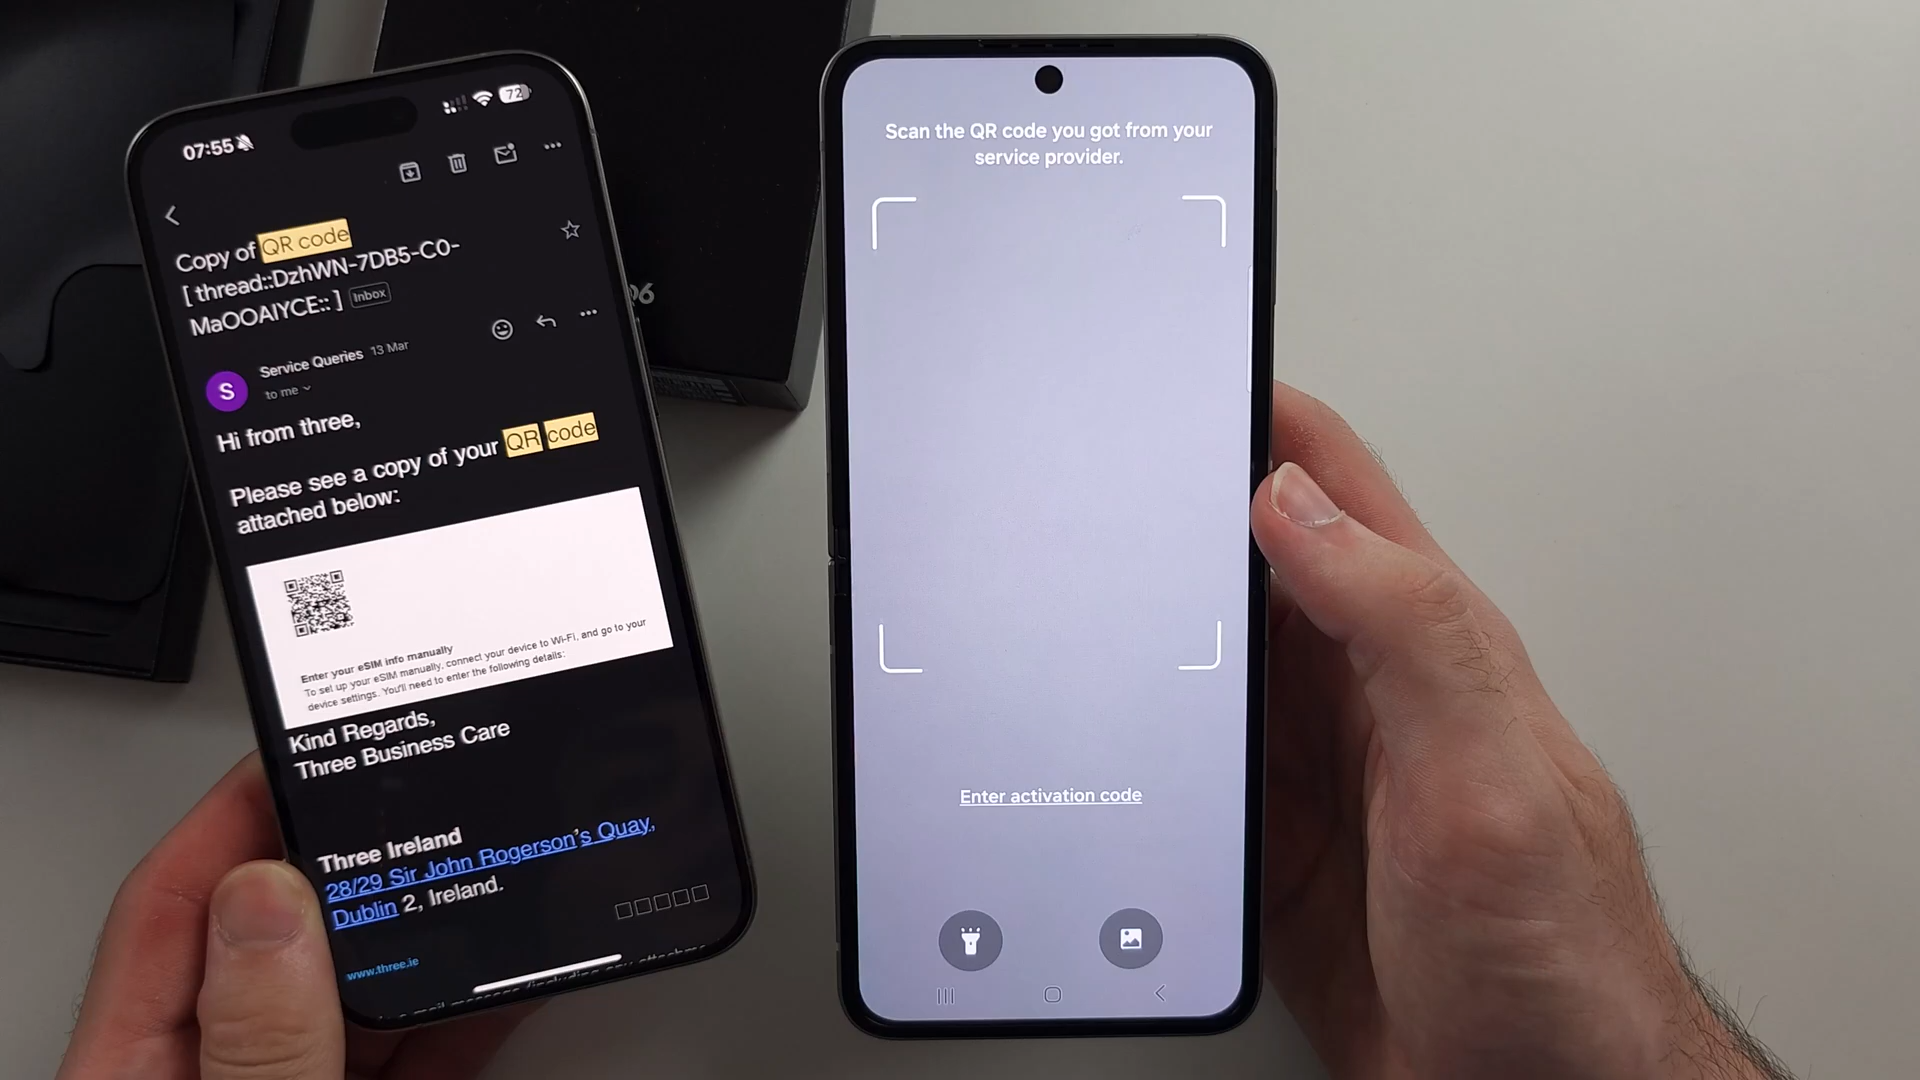 07:55
72
Copy of QR code
[ thread::DzhWN-7DB5-C0-
MaOOAIYCE:: ] Inbox
S
Service Queries 13 Mar
to me
Hi from three,
Please see a copy of your QR code
attached below:
Enter your eSIM info manually
To set up your eSIM manually, connect your device to Wi-Fi, and go to your
device settings. You'll need to enter the following details:
Kind Regards,
Three Business Care
Three Ireland
28/29 Sir John Rogerson's Quay,
Dublin 2, Ireland.
www.three.ie
Scan the QR code you got from your
service provider.
Enter activation code